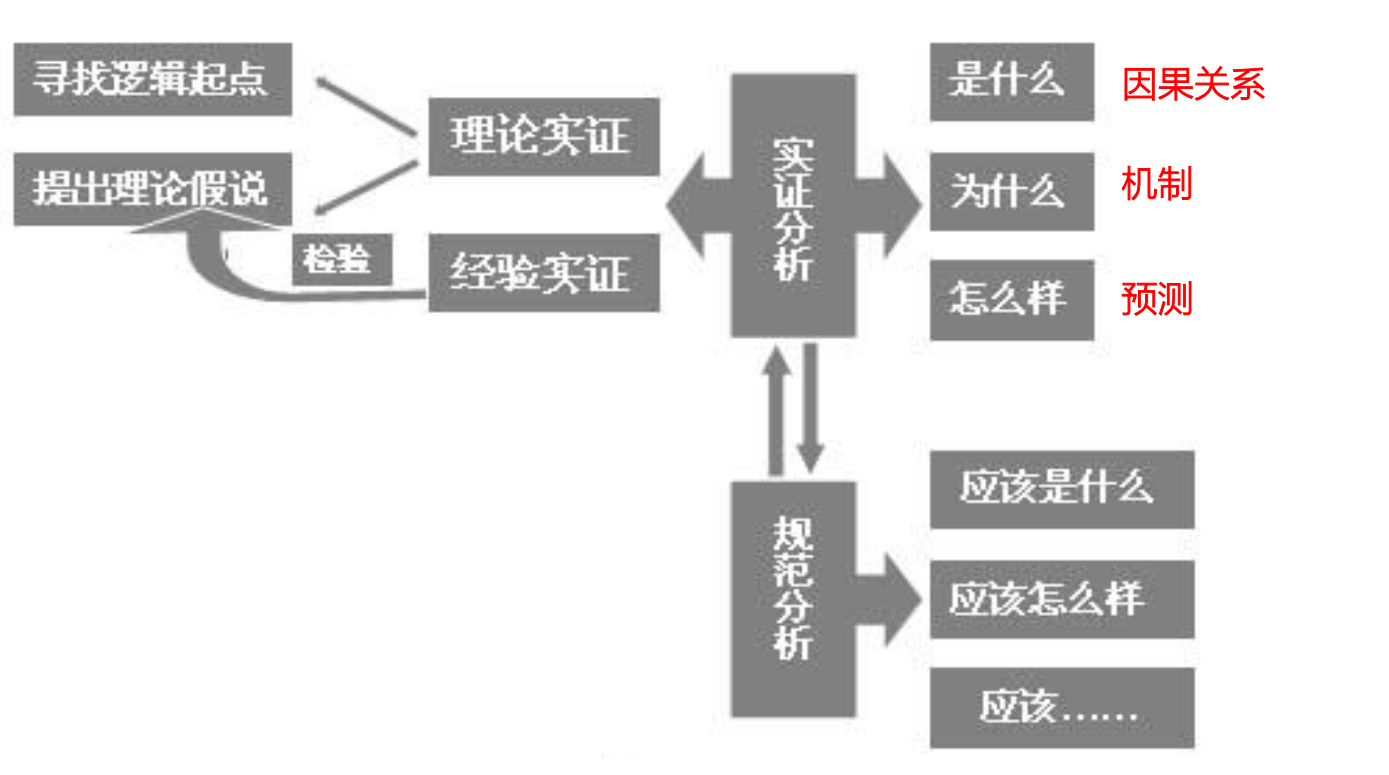 寻找逻辑起点
提出理论假说
检验
理论实证
经验实证
实证分析
是什么
因果关系
为什么
机制
怎么样
预测
规范分析
应该是什么
应该怎么样
应该……